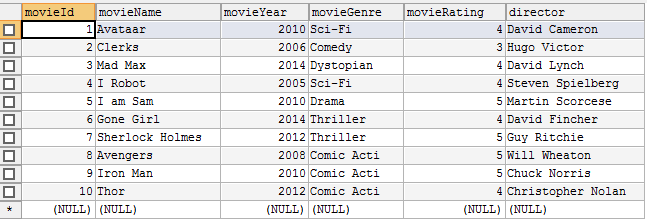 movieId movieName movieYear movieGenre movieRating director
1 Avataar 2010 Sci-Fi 4 David Cameron
2 Clerks 2006 Comedy 3 Hugo Victor
3 Mad Max 2014 Dystopian 4 David Lynch
4 I Robot 2005 Sci-Fi 4 Steven Spielberg
5 I am Sam 2010 Drama 5 Martin Scorcese
6 Gone Girl 2014 Thriller 4 David Fincher
7 Sherlock Holmes 2012 Thriller 5 Guy Ritchie
8 Avengers 2008 Comic Acti 5 Will Wheaton
9 Iron Man 2010 Comic Acti 5 Chuck Norris
10 Thor 2012 Comic Acti 4 Christopher Nolan
* (NULL) (NULL) (NULL) (NULL) (NULL) (NULL)